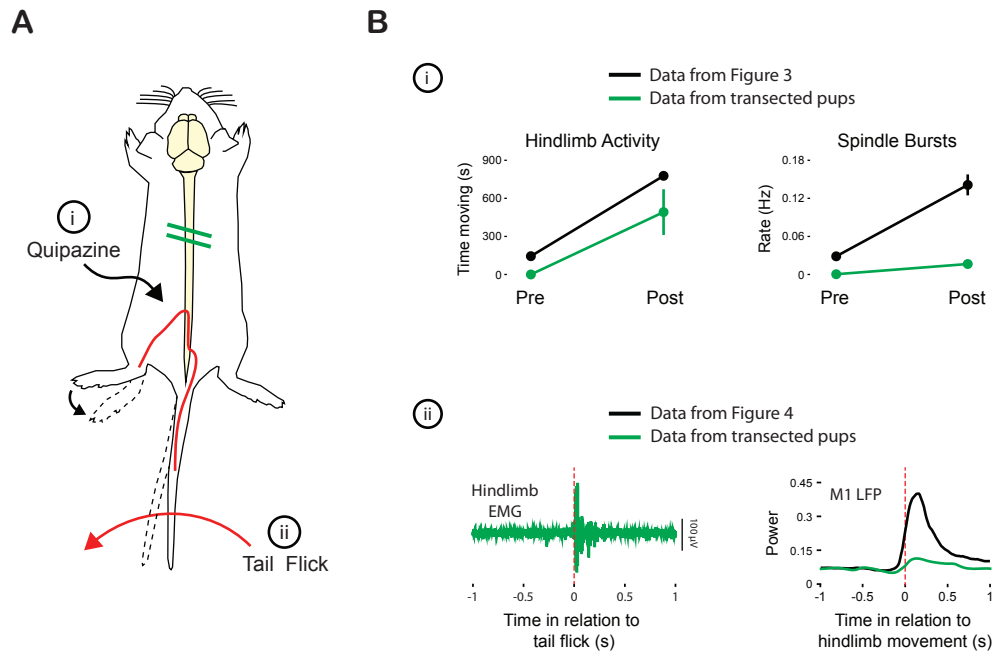 A
i
Quipazine
ii
Tail Flick
B
i
Data from Figure 3
Data from transected pups
Hindlimb Activity
Time moving (s)
900
600
300
0
Pre
Post
Spindle Bursts
Rate (Hz)
0.18
0.12
0.06
0
Pre
Post
ii
Data from Figure 4
Data from transected pups
Hindlimb
EMG
100µV
-1
-0.5
0
0.5
1
Time in relation to
tail flick (s)
M1 LFP
Power
0.45
0.3
0.15
0
-1
-0.5
0
0.5
1
Time in relation to
hindlimb movement (s)